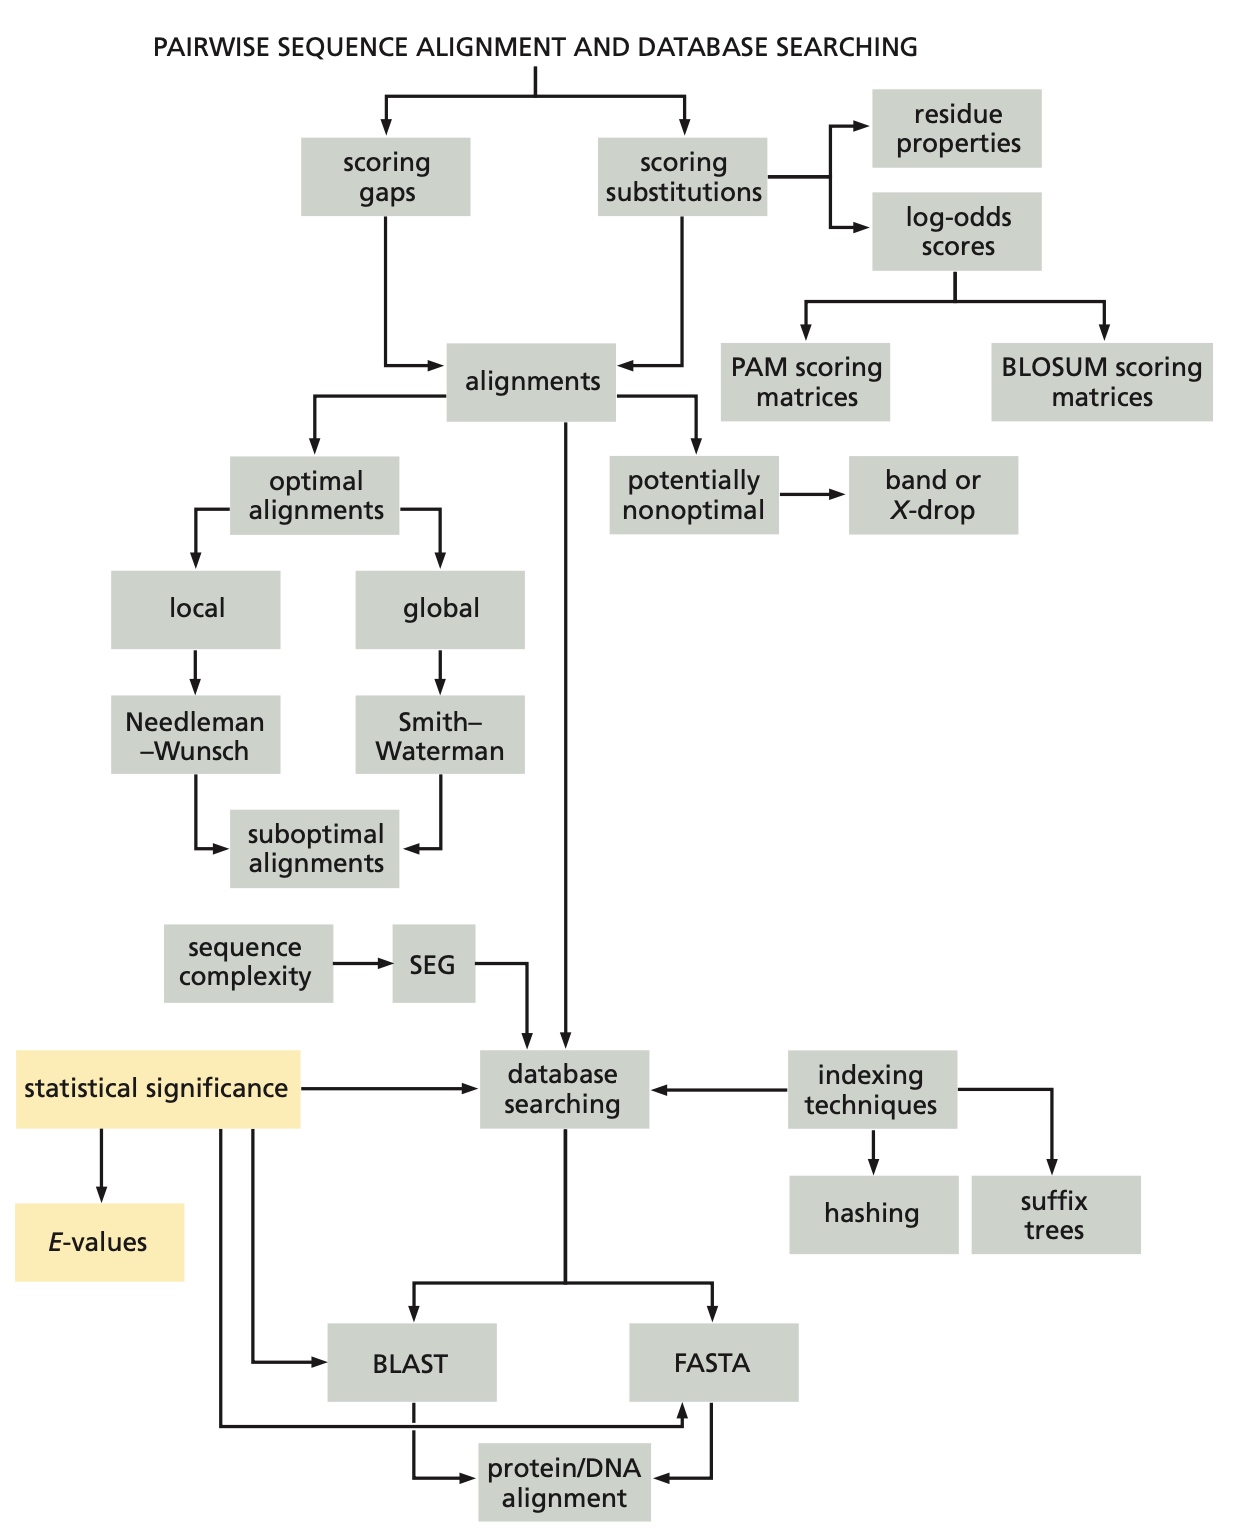 PAIRWISE SEQUENCE ALIGNMENT AND DATABASE SEARCHING
scoring
gaps
scoring
substitutions
residue
properties
log-odds
scores
PAM scoring
matrices
BLOSUM scoring
matrices
alignments
optimal
alignments
potentially
nonoptimal
band or
X-drop
local
global
Needleman
–Wunsch
Smith–
Waterman
suboptimal
alignments
sequence
complexity
SEG
statistical significance
database
searching
indexing
techniques
E-values
hashing
suffix
trees
BLAST
FASTA
protein/DNA
alignment